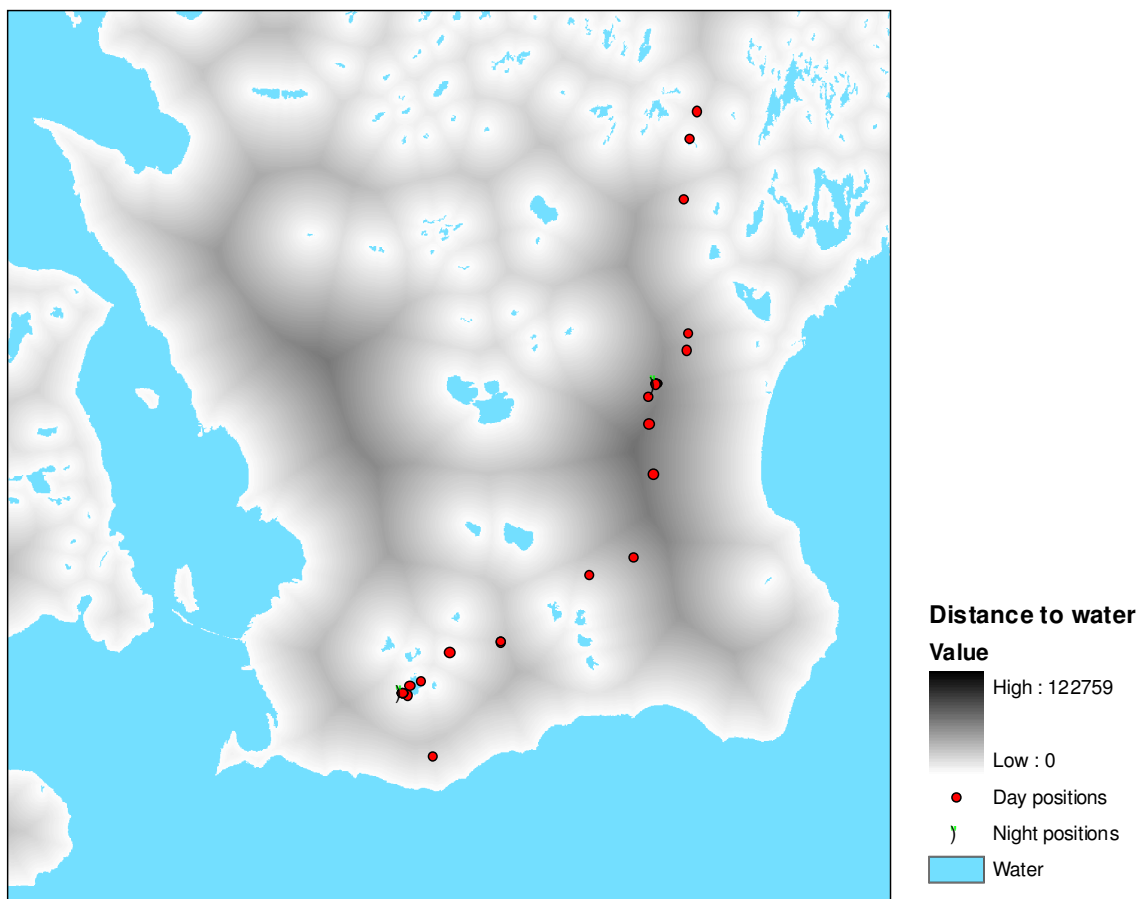 Distance to water
Value
High : 122759
Low : 0
Day positions
Night positions
Water